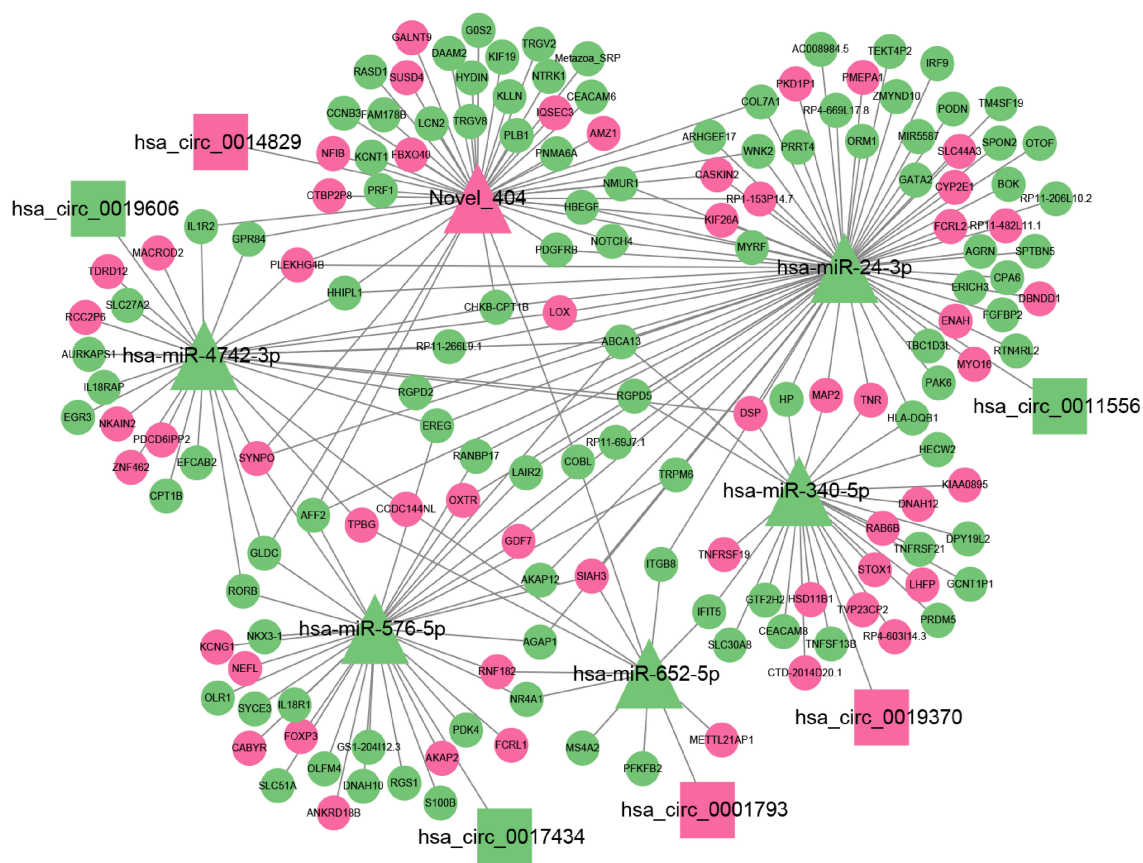 GALNT9
G0S2
TRGV2
AC008984.5
TEKT4P2
DAAM2
KIF19
Metazoa_SRP
PKD1P1
PMEPA1
IRF9
RASD1
SUSD4
HYDIN
NTRK1
COL7A1
RP4-669L17.8
ZMYND10
PODN
TM4SF19
CCNB3
FAM178B
LCN2
TRGV8
KLLN
CEACAM6
IQSEC3
PLB1
AMZ1
ARHGEF17
WNK2
PRRT4
ORM1
MIR5587
SPON2
OTOF
hsa_circ_0014829
NFIB
KCNT1
FBXO40
PNMA6A
SLC44A3
GATA2
CTBP2P8
PRF1
Novel_404
NMUR1
CASKIN2
RP1-153P14.7
CYP2E1
BOK
RP11-206L10.2
hsa_circ_0019606
IL1R2
GPR84
HBEGF
KIF26A
FCRL2
RP11-482L11.1
MACROD2
PLEKHG4B
PDGFRB
NOTCH4
MYRF
AGRN
SPTBN5
TDRD12
SLC27A2
HHIPL1
hsa-miR-24-3p
ERICH3
CPA6
DBNDD1
RCC2P6
CHKB-CPT1B
LOX
FGFBP2
ENAH
AURKAPS1
hsa-miR-4742-3p
RP11-266L9.1
ABCA13
TBC1D3L
RTN4RL2
MYO16
IL18RAP
RGPD2
RGPD5
PAK6
EGR3
NKAIN2
HP
MAP2
TNR
hsa_circ_0011556
PDCD6IPP2
EREG
DSP
HLA-DQB1
ZNF462
EFCAB2
SYNPO
RANBP17
LAIR2
RP11-69J7.1
COBL
TRPM6
HECW2
CPT1B
AFF2
CCDC144NL
OXTR
hsa-miR-340-5p
KIAA0895
TPBG
DNAH12
GDF7
RAB6B
DPY19L2
GLDC
TNFRSF19
TNFRSF21
ITGB8
STOX1
RORB
AKAP12
SIAH3
LHFP
GCNT1P1
GTF2H2
HSD11B1
IFIT5
TVP23CP2
PRDM5
NKX3-1
hsa-miR-576-5p
AGAP1
SLC30A8
CEACAM8
TNFSF13B
RP4-603I14.3
KCNG1
NEFL
RNF182
hsa-miR-652-5p
CTD-2014D20.1
OLR1
SYCE3
IL18R1
NR4A1
hsa_circ_0019370
CABYR
FOXP3
GS1-204I12.3
PDK4
FCRL1
METTL21AP1
MS4A2
SLC51A
OLFM4
DNAH10
AKAP2
RGS1
PFKFB2
ANKRD18B
S100B
hsa_circ_0017434
hsa_circ_0001793